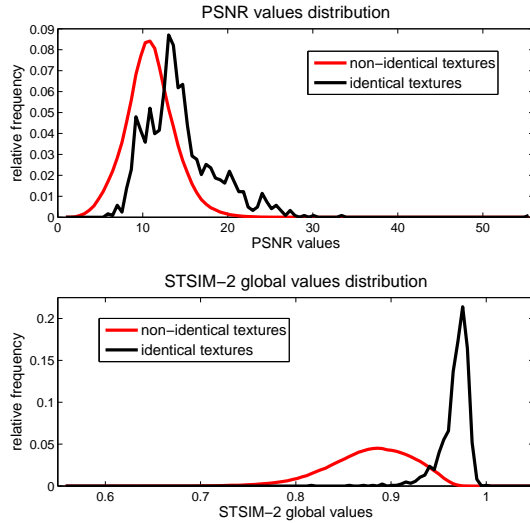 PSNR values distribution
0.09
0.08
0.07
0.06
0.05
0.04
0.03
0.02
0.01
0
relative frequency
non-identical textures
identical textures
0 10 20 30 40 50
PSNR values
STSIM-2 global values distribution
0.2
0.15
0.1
0.05
0
relative frequency
non-identical textures
identical textures
0.6 0.7 0.8 0.9 1
STSIM-2 global values